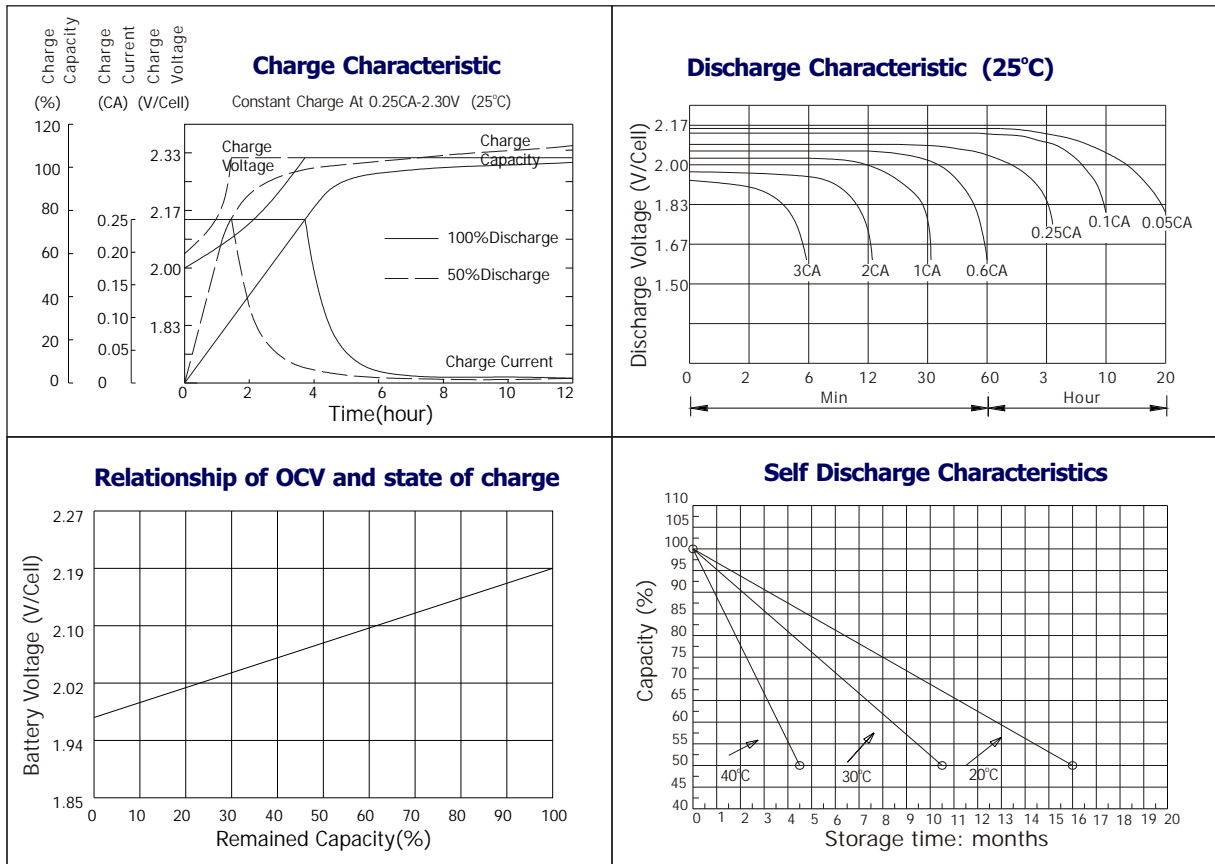 Charge Characteristic
Constant Charge At 0.25CA-2.30V (25°C)
Charge Capacity
Charge Current
Charge Voltage
(%)
(CA)
(V/Cell)
120
100
80
60
40
20
0
0.25
0.20
0.15
0.10
0.05
0
2.33
2.17
2.00
1.83
Charge
Voltage
Charge
Capacity
100%Discharge
50%Discharge
Charge Current
0 2 4 6 8 10 12
Time(hour)
Discharge Characteristic (25°C)
Discharge Voltage (V/Cell)
2.17
2.00
1.83
1.67
1.50
3CA 2CA 1CA 0.6CA 0.25CA 0.1CA 0.05CA
0 2 6 12 30 60 3 10 20
Min Hour
Relationship of OCV and state of charge
Battery Voltage (V/Cell)
2.27
2.19
2.10
2.02
1.94
1.85
0 10 20 30 40 50 60 70 80 90 100
Remained Capacity(%)
Self Discharge Characteristics
Capacity (%)
110
105
100
95
90
85
80
75
70
65
60
55
50
45
40
40°C 30°C 20°C
0 1 2 3 4 5 6 7 8 9 10 11 12 13 14 15 16 17 18 19 20
Storage time: months